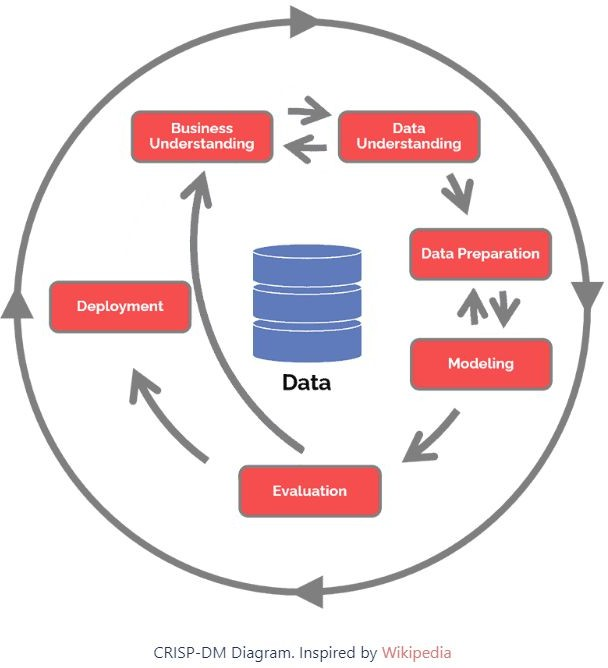 Business
Understanding
Data
Understanding
Data Preparation
Deployment
Modeling
Data
Evaluation
CRISP-DM Diagram. Inspired by Wikipedia